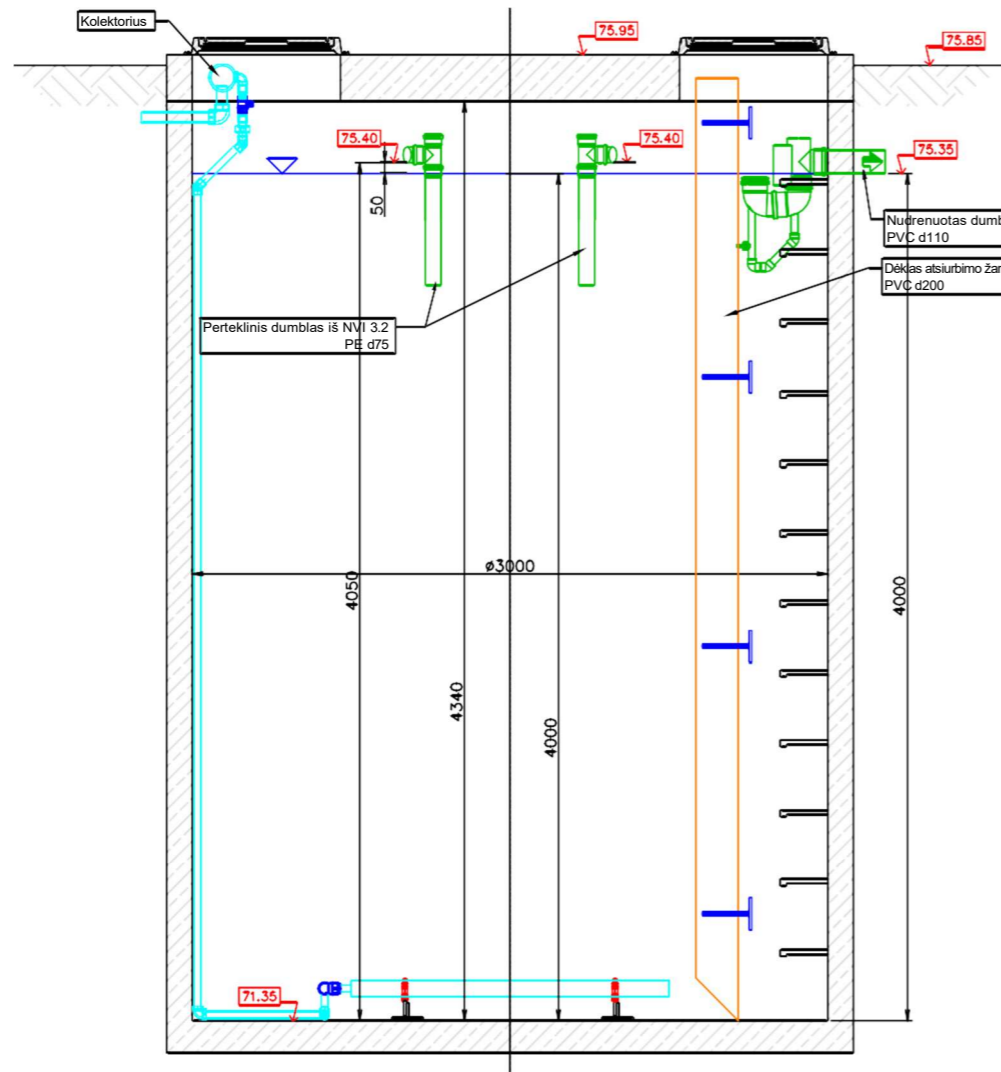 Kolektorius
75.95
75.85
75.40
75.40
75.35
50
Nudrenuotas dumb
PVC d110
Dėklas atsiurbimo žar
PVC d200
Perteklinis dumblas iš NVI 3.2
PE d75
ø3000
4050
4340
4000
4000
71.35